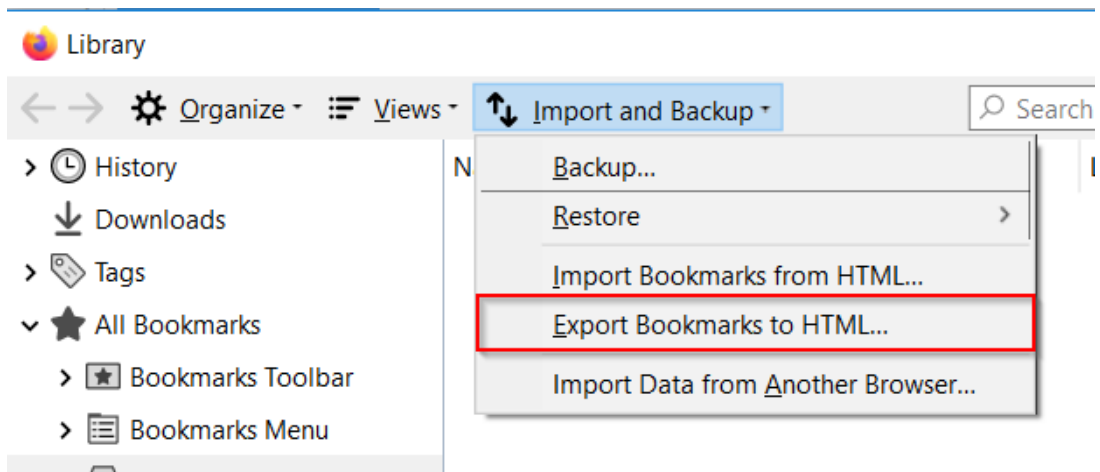 Library
Organize Views Import and Backup Search
History
Downloads
Tags
All Bookmarks
Bookmarks Toolbar
Bookmarks Menu
N
Backup...
Restore
Import Bookmarks from HTML...
Export Bookmarks to HTML...
Import Data from Another Browser...